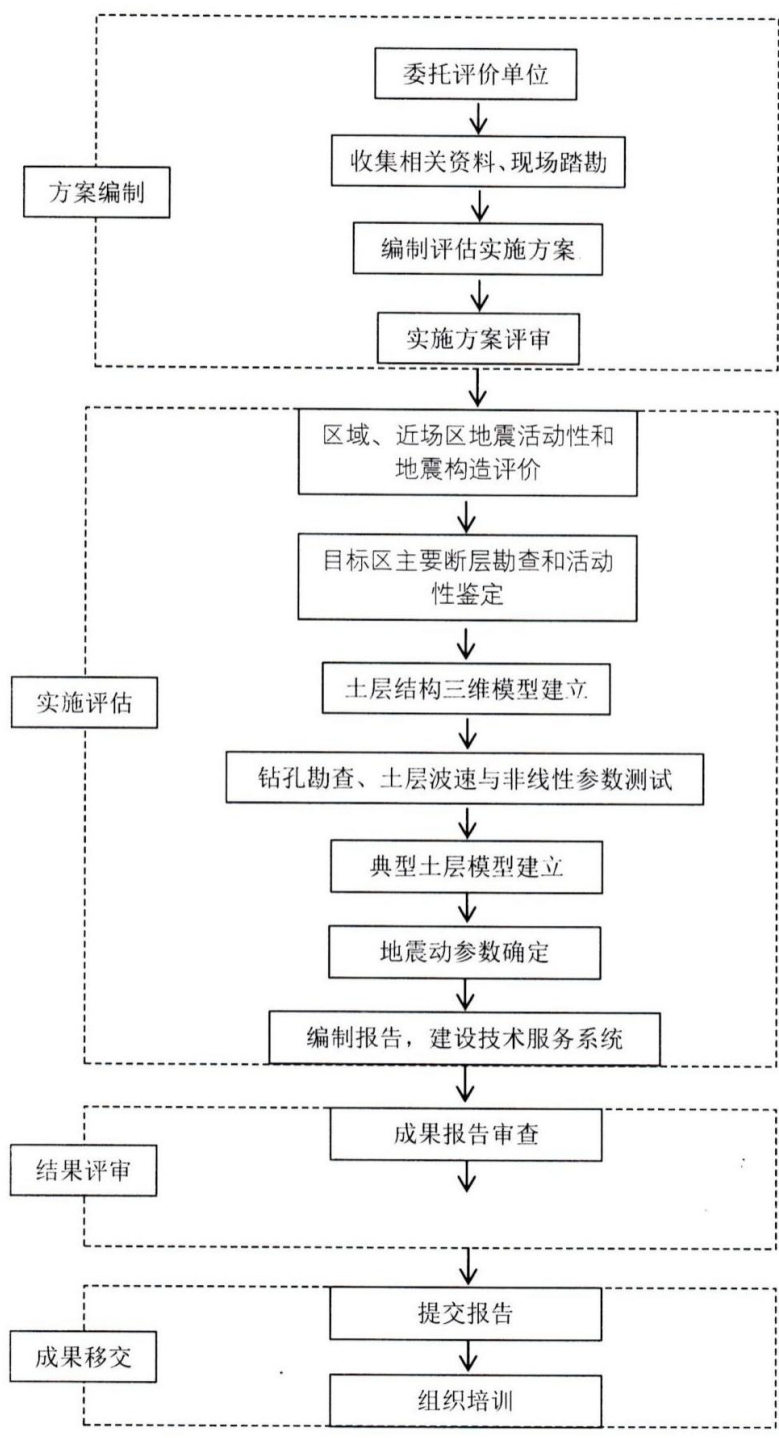 委托评价单位
收集相关资料、现场踏勘
方案编制
编制评估实施方案
实施方案评审
区域、近场区地震活动性和
地震构造评价
目标区主要断层勘查和活动
性鉴定
实施评估
土层结构三维模型建立
钻孔勘查、土层波速与非线性参数测试
典型土层模型建立
地震动参数确定
编制报告，建设技术服务系统
成果报告审查
结果评审
提交报告
成果移交
组织培训